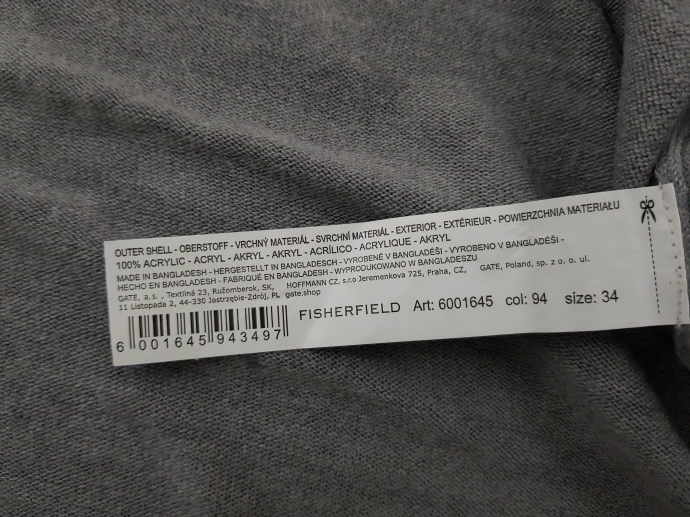 OUTER SHELL - OBERSTOFF - VRCHNÝ MATERIÁL - SVRCHNÍ MATERIÁL - EXTERIOR - EXTÉRIEUR - POWIERZCHNIA MATERIAŁU
100% ACRYLIC - ACRYL - AKRYL - AKRYL - ACRÍLICO - ACRYLIQUE - AKRYL
MADE IN BANGLADESH - HERGESTELLT IN BANGLADESCH - VYROBENÉ V BANGLADÉŠI - VYROBENO V BANGLADÉŠI -
HECHO EN BANGLADESH - FABRIQUÉ EN BANGLADESH - WYPRODUKOWANO W BANGLADESZU
GATE, a.s. , Textilná 23, Ružomberok, SK, HOFFMANN CZ, s.r.o Jeremenkova 725, Praha, CZ, GATE, Poland, sp. z o. o. ul.
11 Listopada 2, 44-330 Jastrzębie-Zdrój, PL gate.shop
FISHERFIELD Art: 6001645 col: 94 size: 34
6 001645 943497